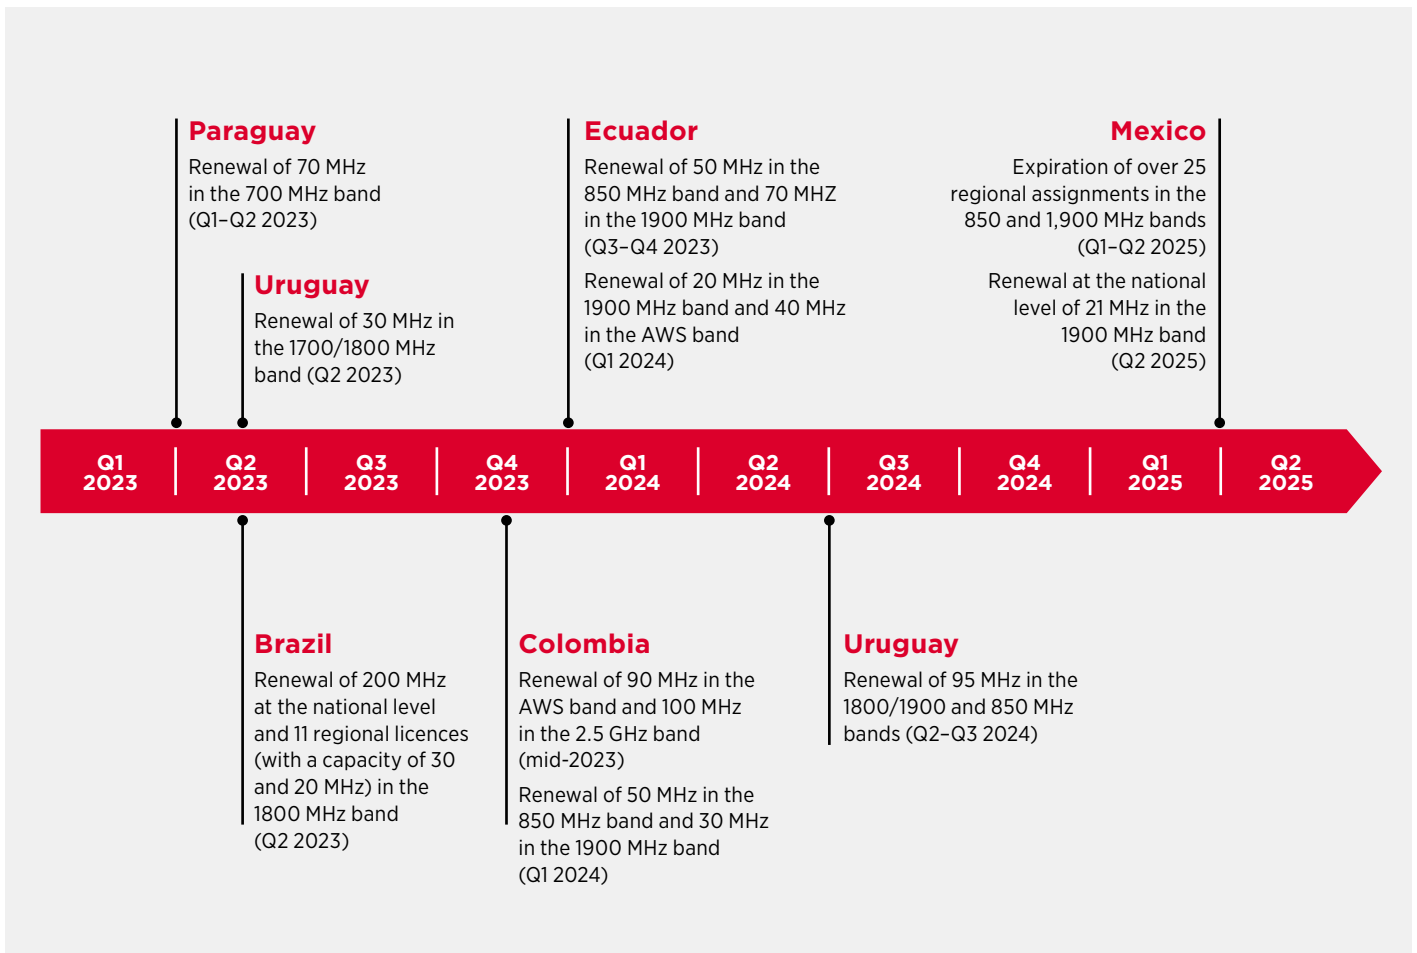 Paraguay
Renewal of 70 MHz
in the 700 MHz band
(Q1–Q2 2023)
Uruguay
Renewal of 30 MHz in
the 1700/1800 MHz
band (Q2 2023)
Ecuador
Renewal of 50 MHz in the
850 MHz band and 70 MHZ
in the 1900 MHz band
(Q3–Q4 2023)
Renewal of 20 MHz in the
1900 MHz band and 40 MHz
in the AWS band
(Q1 2024)
Mexico
Expiration of over 25
regional assignments in the
850 and 1,900 MHz bands
(Q1–Q2 2025)
Renewal at the national
level of 21 MHz in the
1900 MHz band
(Q2 2025)
Q1
2023
Q2
2023
Q3
2023
Q4
2023
Q1
2024
Q2
2024
Q3
2024
Q4
2024
Q1
2025
Q2
2025
Brazil
Renewal of 200 MHz
at the national level
and 11 regional licences
(with a capacity of 30
and 20 MHz) in the
1800 MHz band
(Q2 2023)
Colombia
Renewal of 90 MHz in the
AWS band and 100 MHz
in the 2.5 GHz band
(mid-2023)
Renewal of 50 MHz in the
850 MHz band and 30 MHz
in the 1900 MHz band
(Q1 2024)
Uruguay
Renewal of 95 MHz in the
1800/1900 and 850 MHz
bands (Q2–Q3 2024)